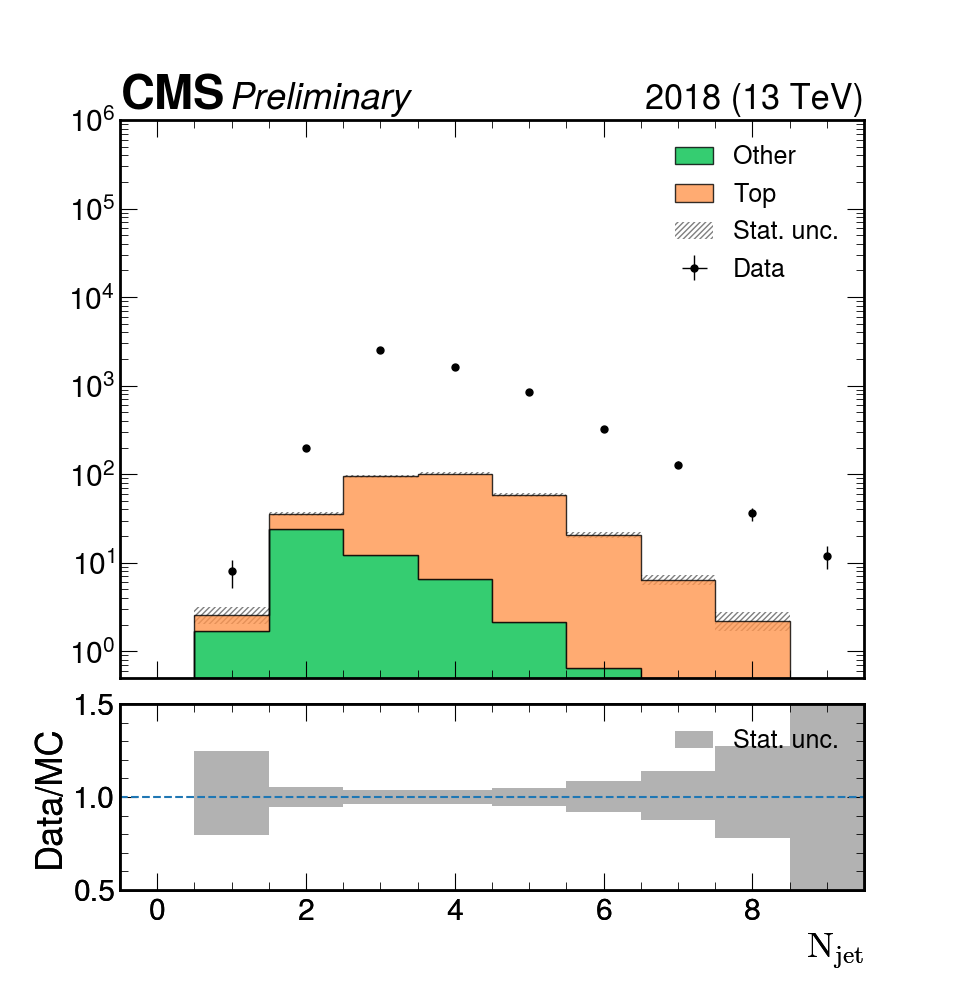 CMS Preliminary 2018 (13 TeV)
10^6
10^5
10^4
10^3
10^2
10^1
10^0
Other
Top
Stat. unc.
Data
1.5
1.0
0.5
Data/MC
Stat. unc.
0 2 4 6 8
N_jet